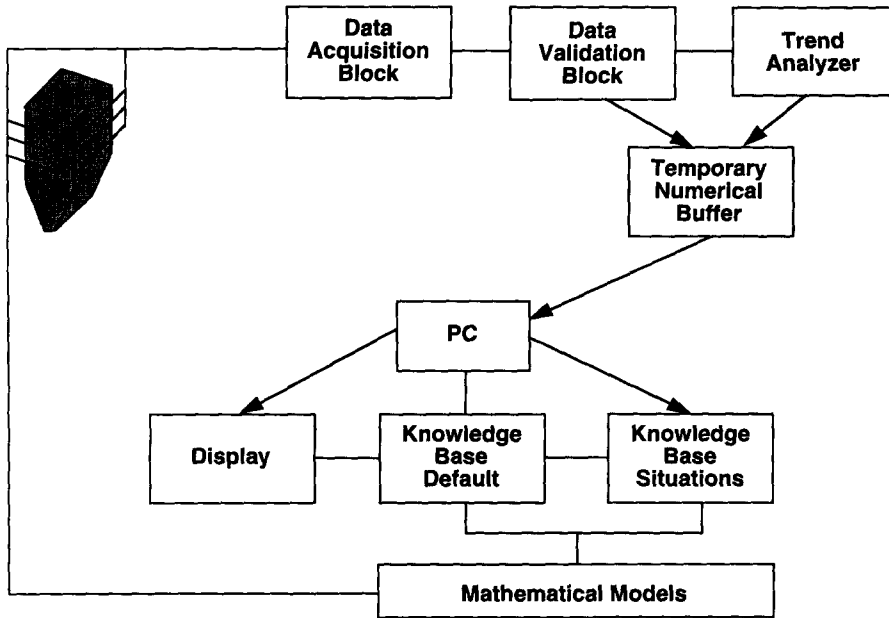 Data
Acquisition
Block
Data
Validation
Block
Trend
Analyzer
Temporary
Numerical
Buffer
PC
Display
Knowledge
Base
Default
Knowledge
Base
Situations
Mathematical Models